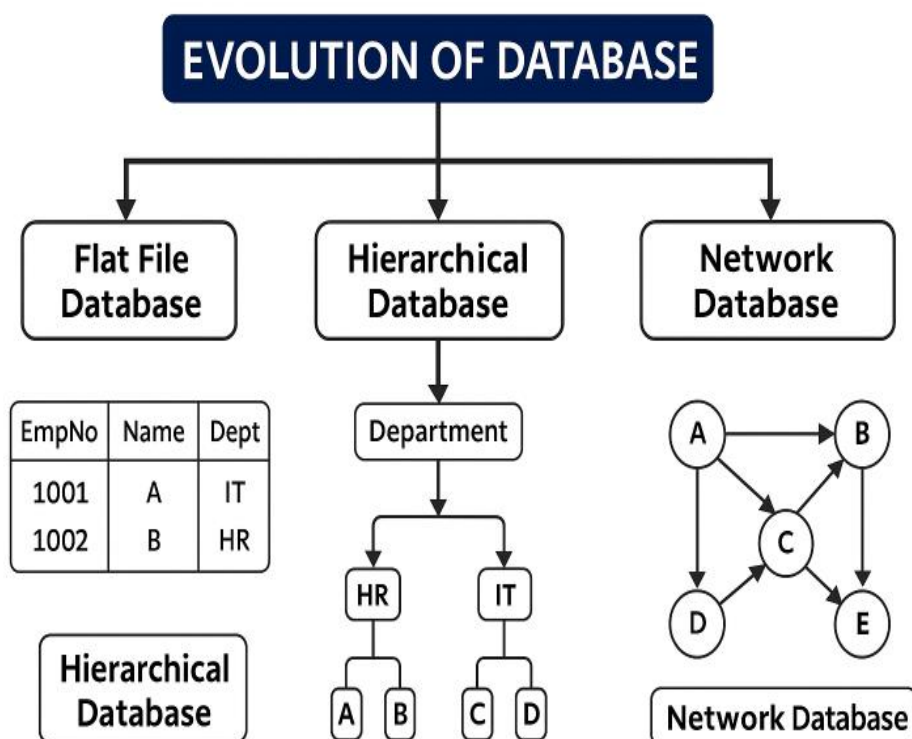 EVOLUTION OF DATABASE
Flat File
Database
Hierarchical
Database
Network
Database
EmpNo Name Dept
1001 A IT
1002 B HR
Department
HR IT
A B C D
A B
C
D E
Hierarchical
Database
Network Database